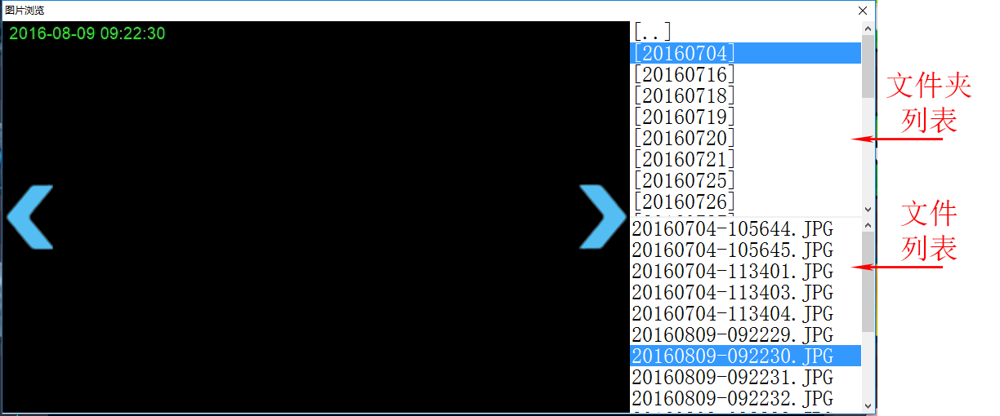 图片浏览
2016-08-09 09:22:30
[..]
[20160704]
[20160716]
[20160718]
[20160719]
[20160720]
[20160721]
[20160725]
[20160726]
文件夹
列表
20160704-105644.JPG
20160704-105645.JPG
20160704-113401.JPG
20160704-113403.JPG
20160704-113404.JPG
20160809-092229.JPG
20160809-092230.JPG
20160809-092231.JPG
20160809-092232.JPG
文件
列表